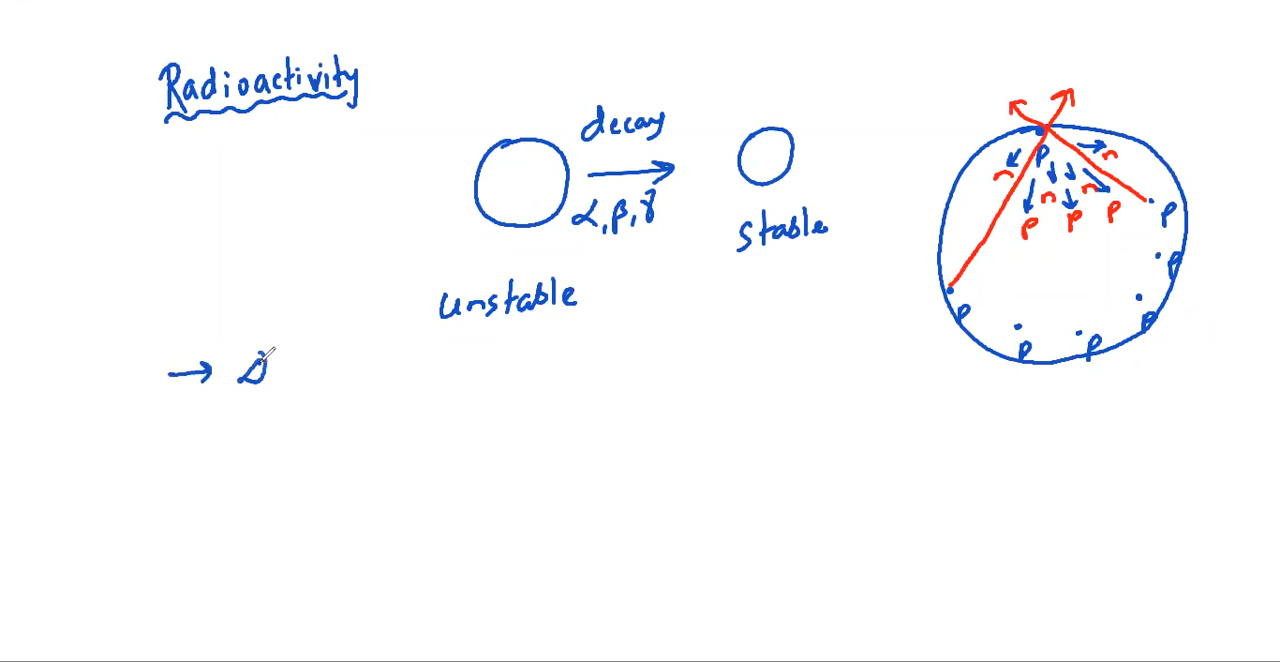 Radioactivity
decay
α, β, γ
unstable
stable
p
n
n
n
n
p
p
p
p
p
p
p
p
p
→ D